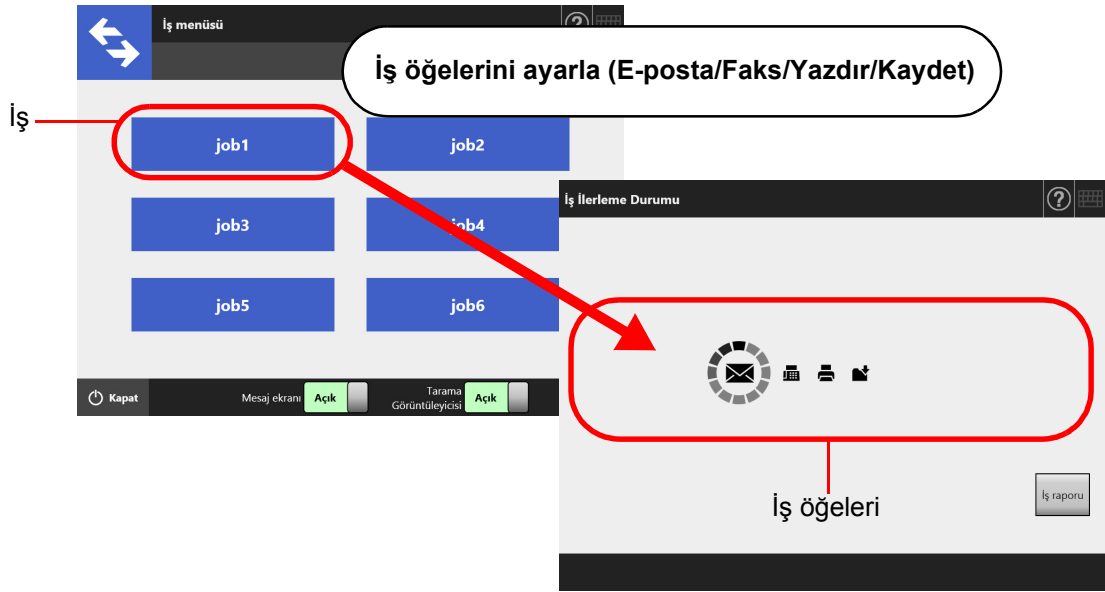 İş menüsü
İş öğelerini ayarla (E-posta/Faks/Yazdır/Kaydet)
İş
job1
job2
job3
job4
job5
job6
Kapat
Mesaj ekranı
Açık
Tarama
Görüntüleyicisi
Açık
İş İlerleme Durumu
İş öğeleri
İş raporu